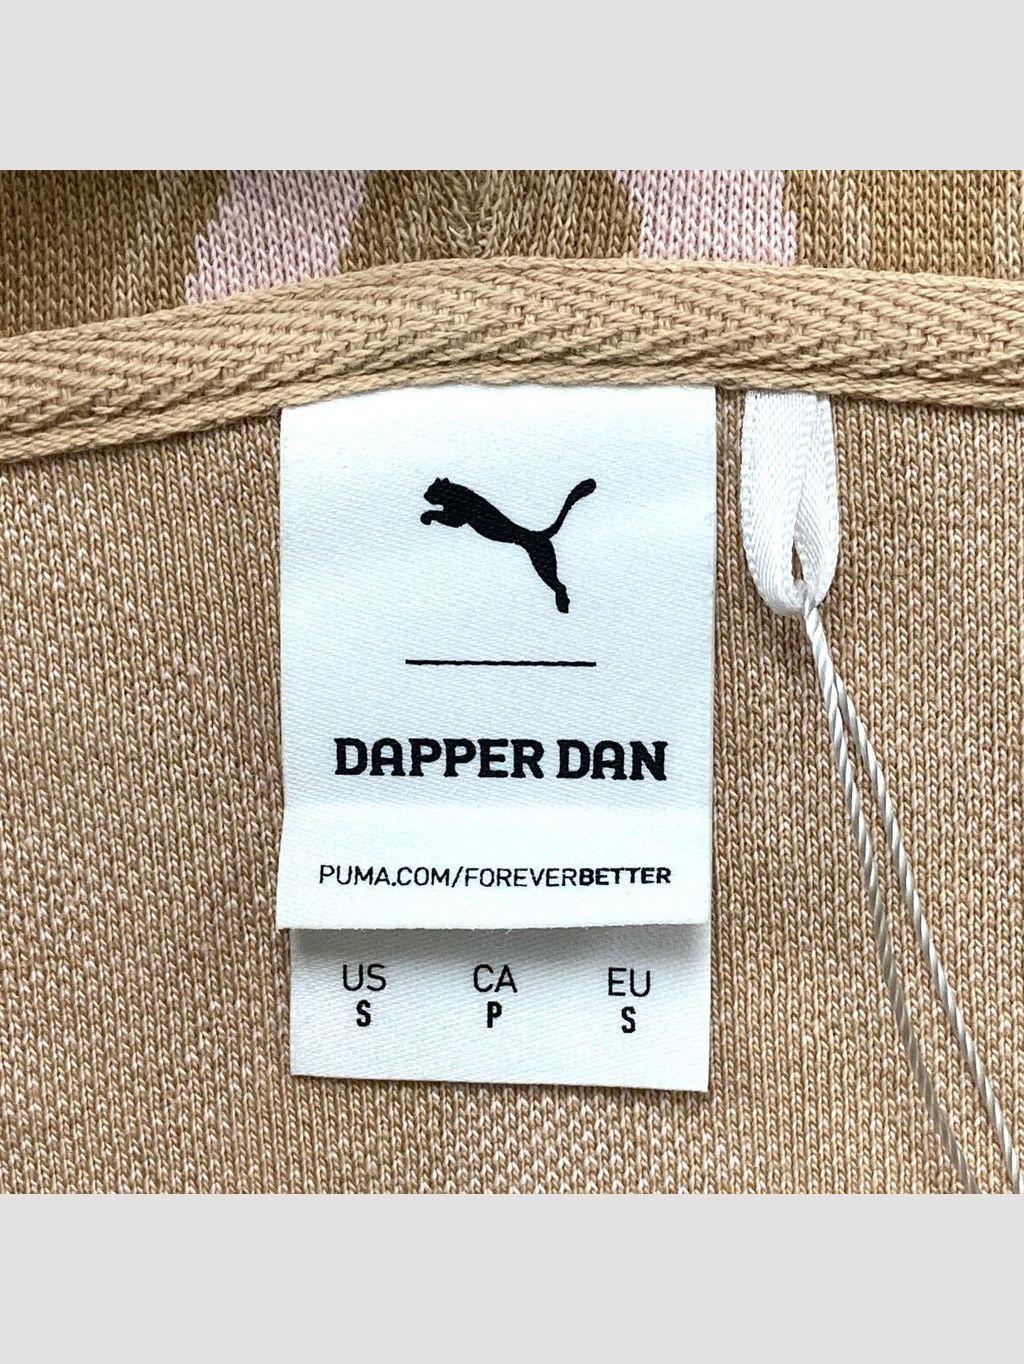 DAPPER DAN
PUMA.COM/FOREVERBETTER
US CA EU
S P S